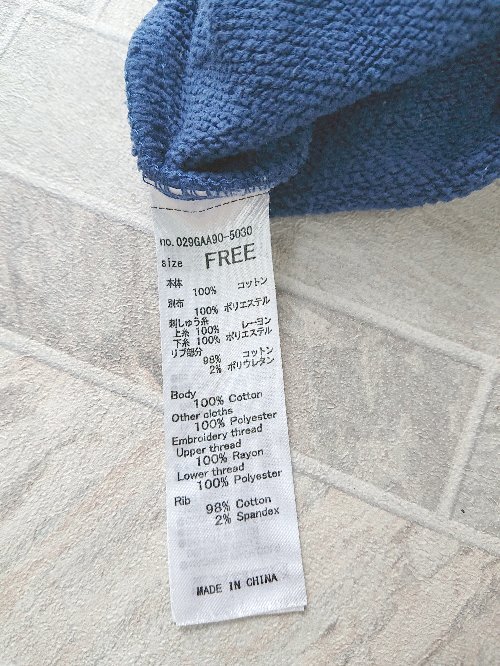 no.029GAA90-5030
size FREE
本体
100% コットン
別布
100% ポリエステル
刺しゅう糸
上糸 100% レーヨン
下糸 100% ポリエステル
リブ部分
98% コットン
2% ポリウレタン
Body
100% Cotton
Other cloths
100% Polyester
Embroidery thread
Upper thread
100% Rayon
Lower thread
100% Polyester
Rib
98% Cotton
2% Spandex
MADE IN CHINA